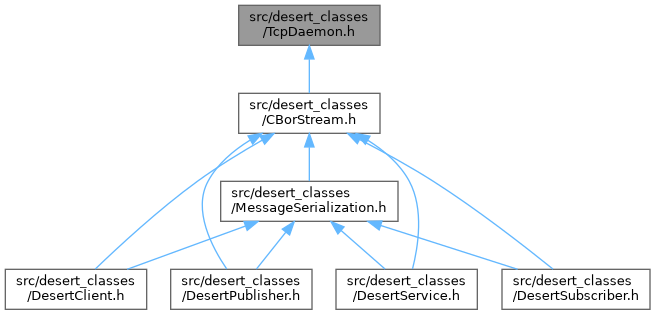 src/desert_classes
/TcpDaemon.h
src/desert_classes
/CBorStream.h
src/desert_classes
/MessageSerialization.h
src/desert_classes
/DesertClient.h
src/desert_classes
/DesertPublisher.h
src/desert_classes
/DesertService.h
src/desert_classes
/DesertSubscriber.h